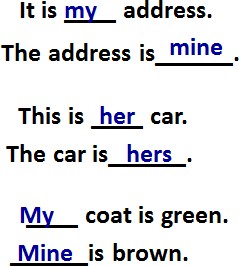 It is my address.
The address is mine.
This is her car.
The car is hers.
My coat is green.
Mine is brown.